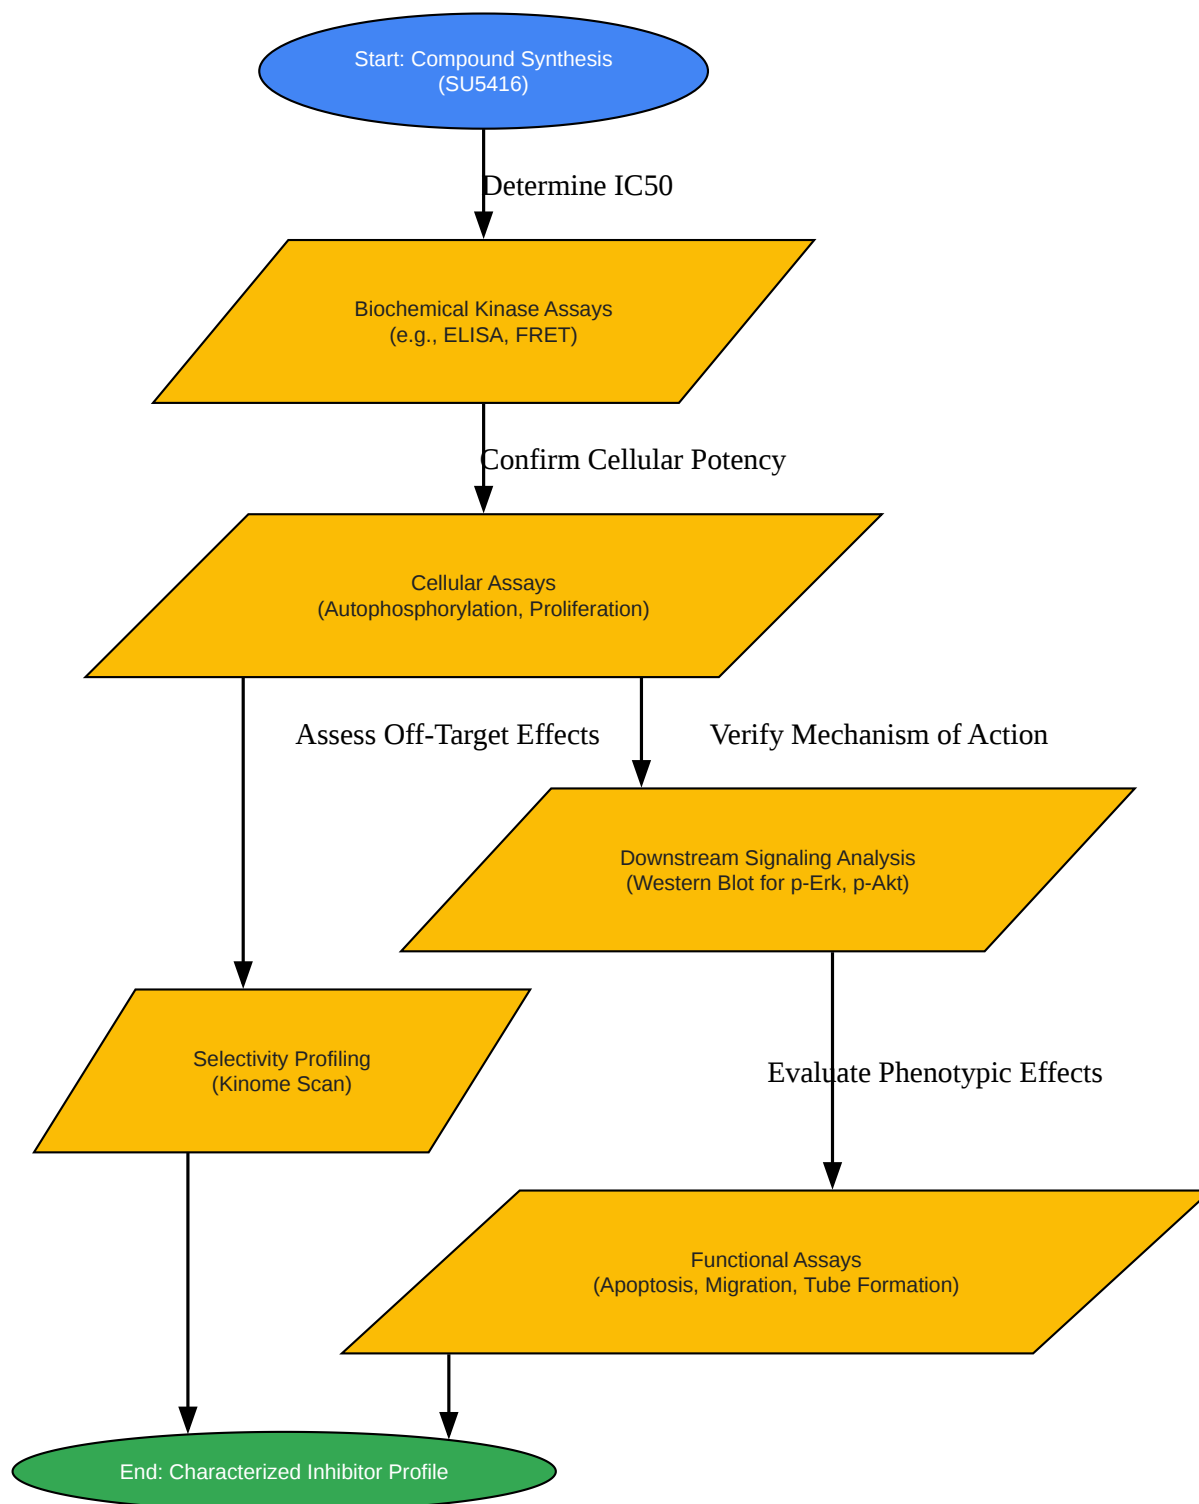 Start: Compound Synthesis
(SU5416)
Determine IC50
Biochemical Kinase Assays
(e.g., ELISA, FRET)
Confirm Cellular Potency
Cellular Assays
(Autophosphorylation, Proliferation)
Assess Off-Target Effects
Verify Mechanism of Action
Downstream Signaling Analysis
(Western Blot for p-Erk, p-Akt)
Selectivity Profiling
(Kinome Scan)
Evaluate Phenotypic Effects
Functional Assays
(Apoptosis, Migration, Tube Formation)
End: Characterized Inhibitor Profile